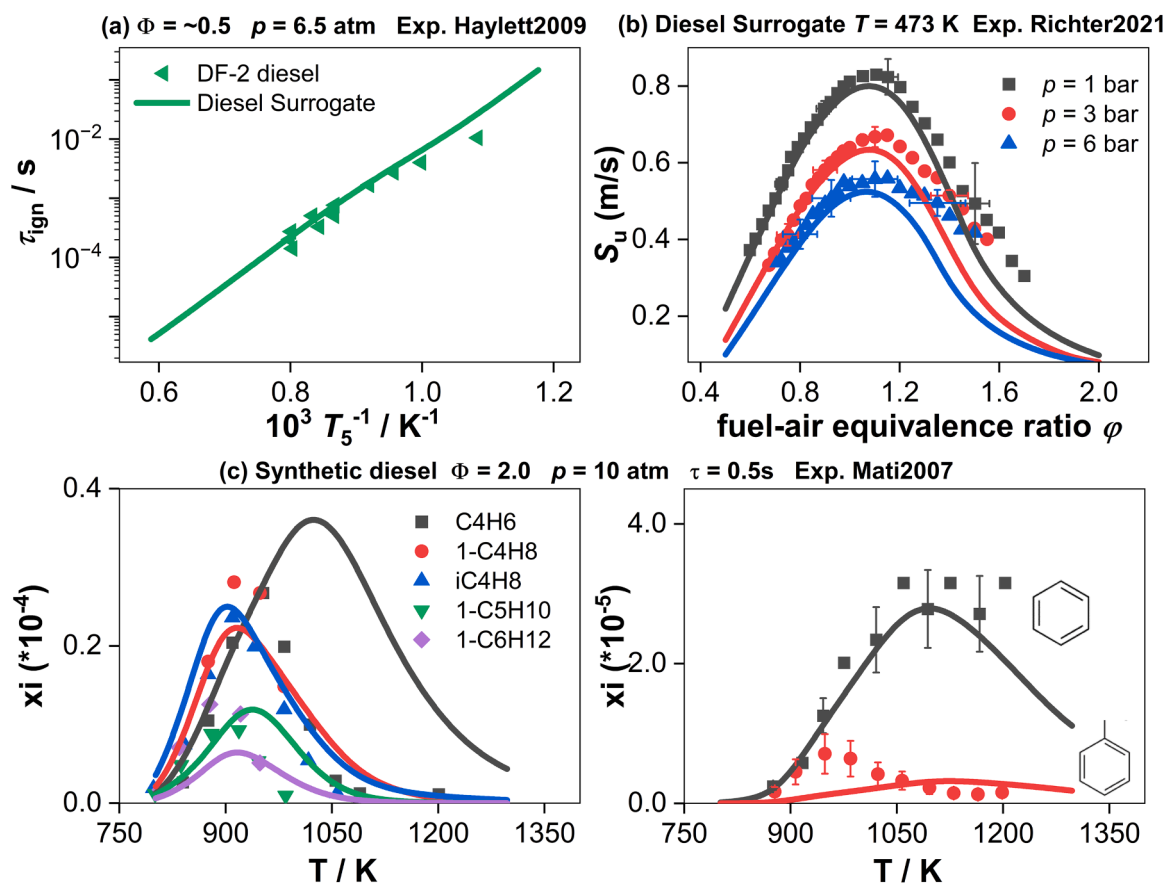 (a) Φ = ~0.5 p = 6.5 atm Exp. Haylett2009
DF-2 diesel
Diesel Surrogate
10⁻²
10⁻⁴
τign / s
0.6 0.8 1.0 1.2
10³ T₅⁻¹ / K⁻¹
(b) Diesel Surrogate T = 473 K Exp. Richter2021
p = 1 bar
p = 3 bar
p = 6 bar
0.8
0.6
0.4
0.2
Sᵤ (m/s)
0.4 0.8 1.2 1.6 2.0
fuel-air equivalence ratio φ
(c) Synthetic diesel Φ = 2.0 p = 10 atm τ = 0.5s Exp. Mati2007
C4H6
1-C4H8
iC4H8
1-C5H10
1-C6H12
0.4
0.2
0.0
xi (*10⁻⁴)
750 900 1050 1200 1350
T / K
4.0
2.0
0.0
xi (*10⁻⁵)
750 900 1050 1200 1350
T / K